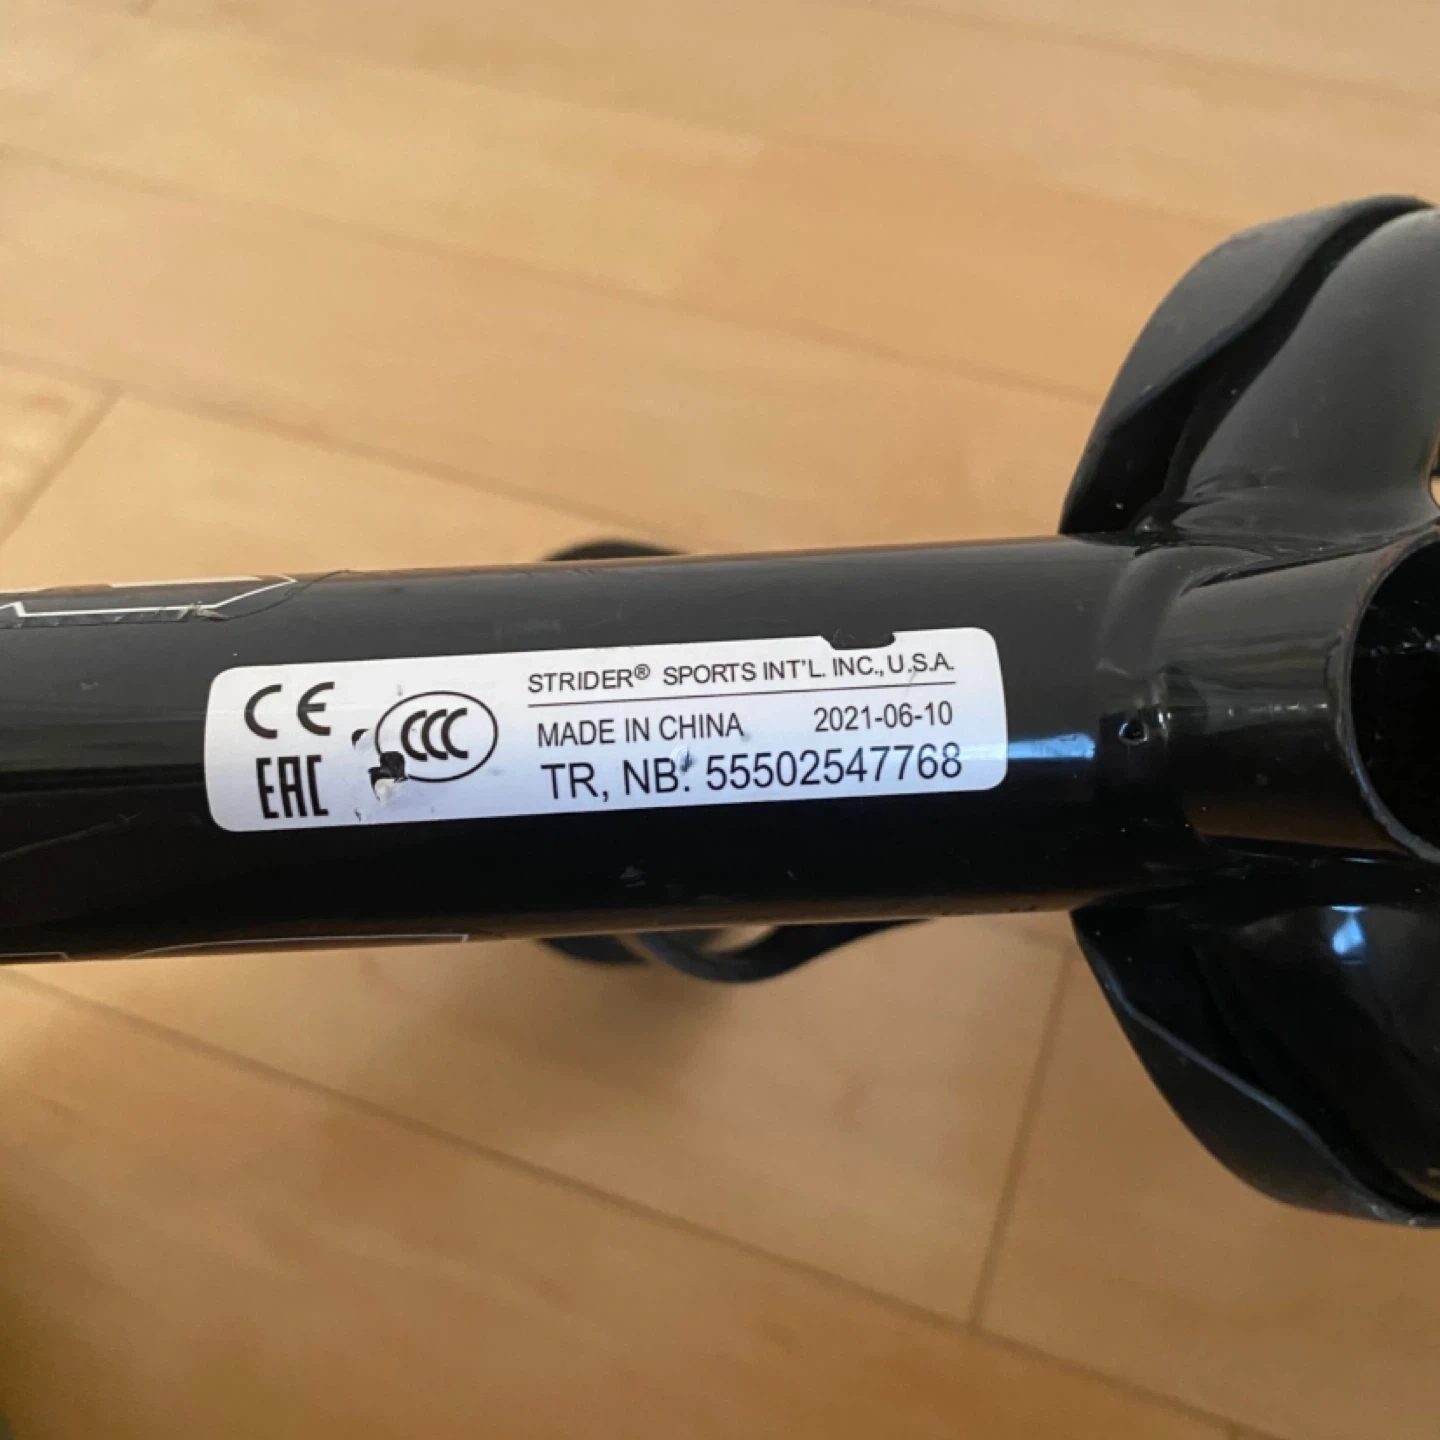 CE
EAC
CCC
STRIDER® SPORTS INT'L. INC., U.S.A.
MADE IN CHINA 2021-06-10
TR, NB: 55502547768